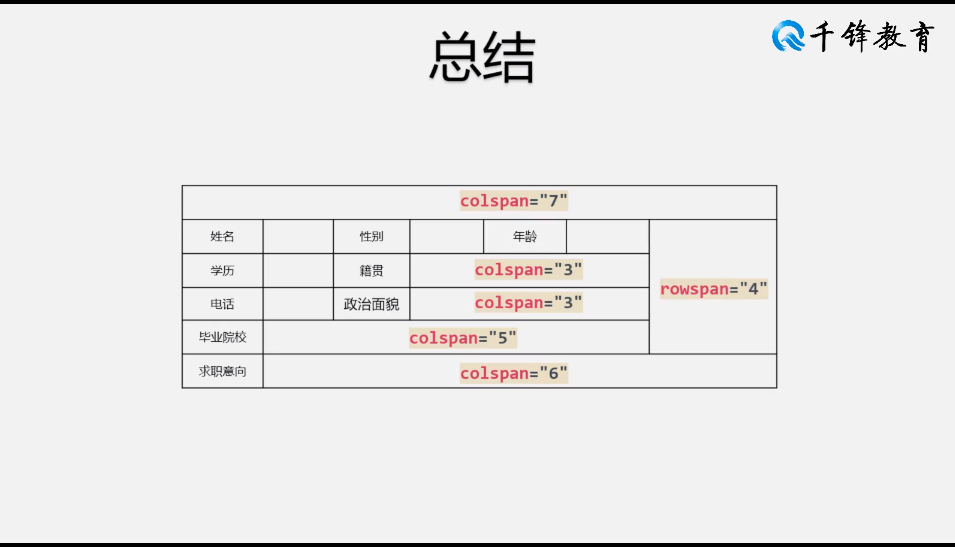 千锋教育
总结
colspan="7"
姓名 性别 年龄
学历 籍贯 colspan="3"
rowspan="4"
电话 政治面貌 colspan="3"
毕业院校 colspan="5"
求职意向 colspan="6"